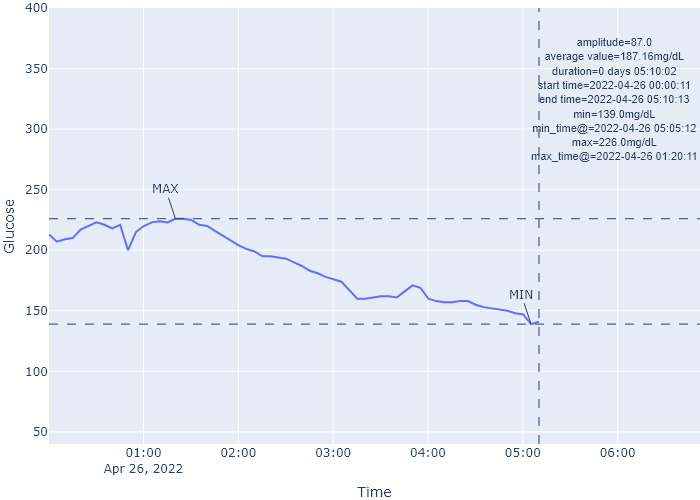 400
amplitude=87.0
average value=187.16mg/dL
350
duration=0 days 05:10:02
start time=2022-04-26 00:00:11
end time=2022-04-26 05:10:13
min=139.0mg/dL
300
min_time@=2022-04-26 05:05:12
max=226.0mg/dL
max_time@=2022-04-26 01:20:11
250
MAX
Glucose
200
150
MIN
100
50
01:00
02:00
03:00
04:00
05:00
06:00
Apr 26, 2022
Time